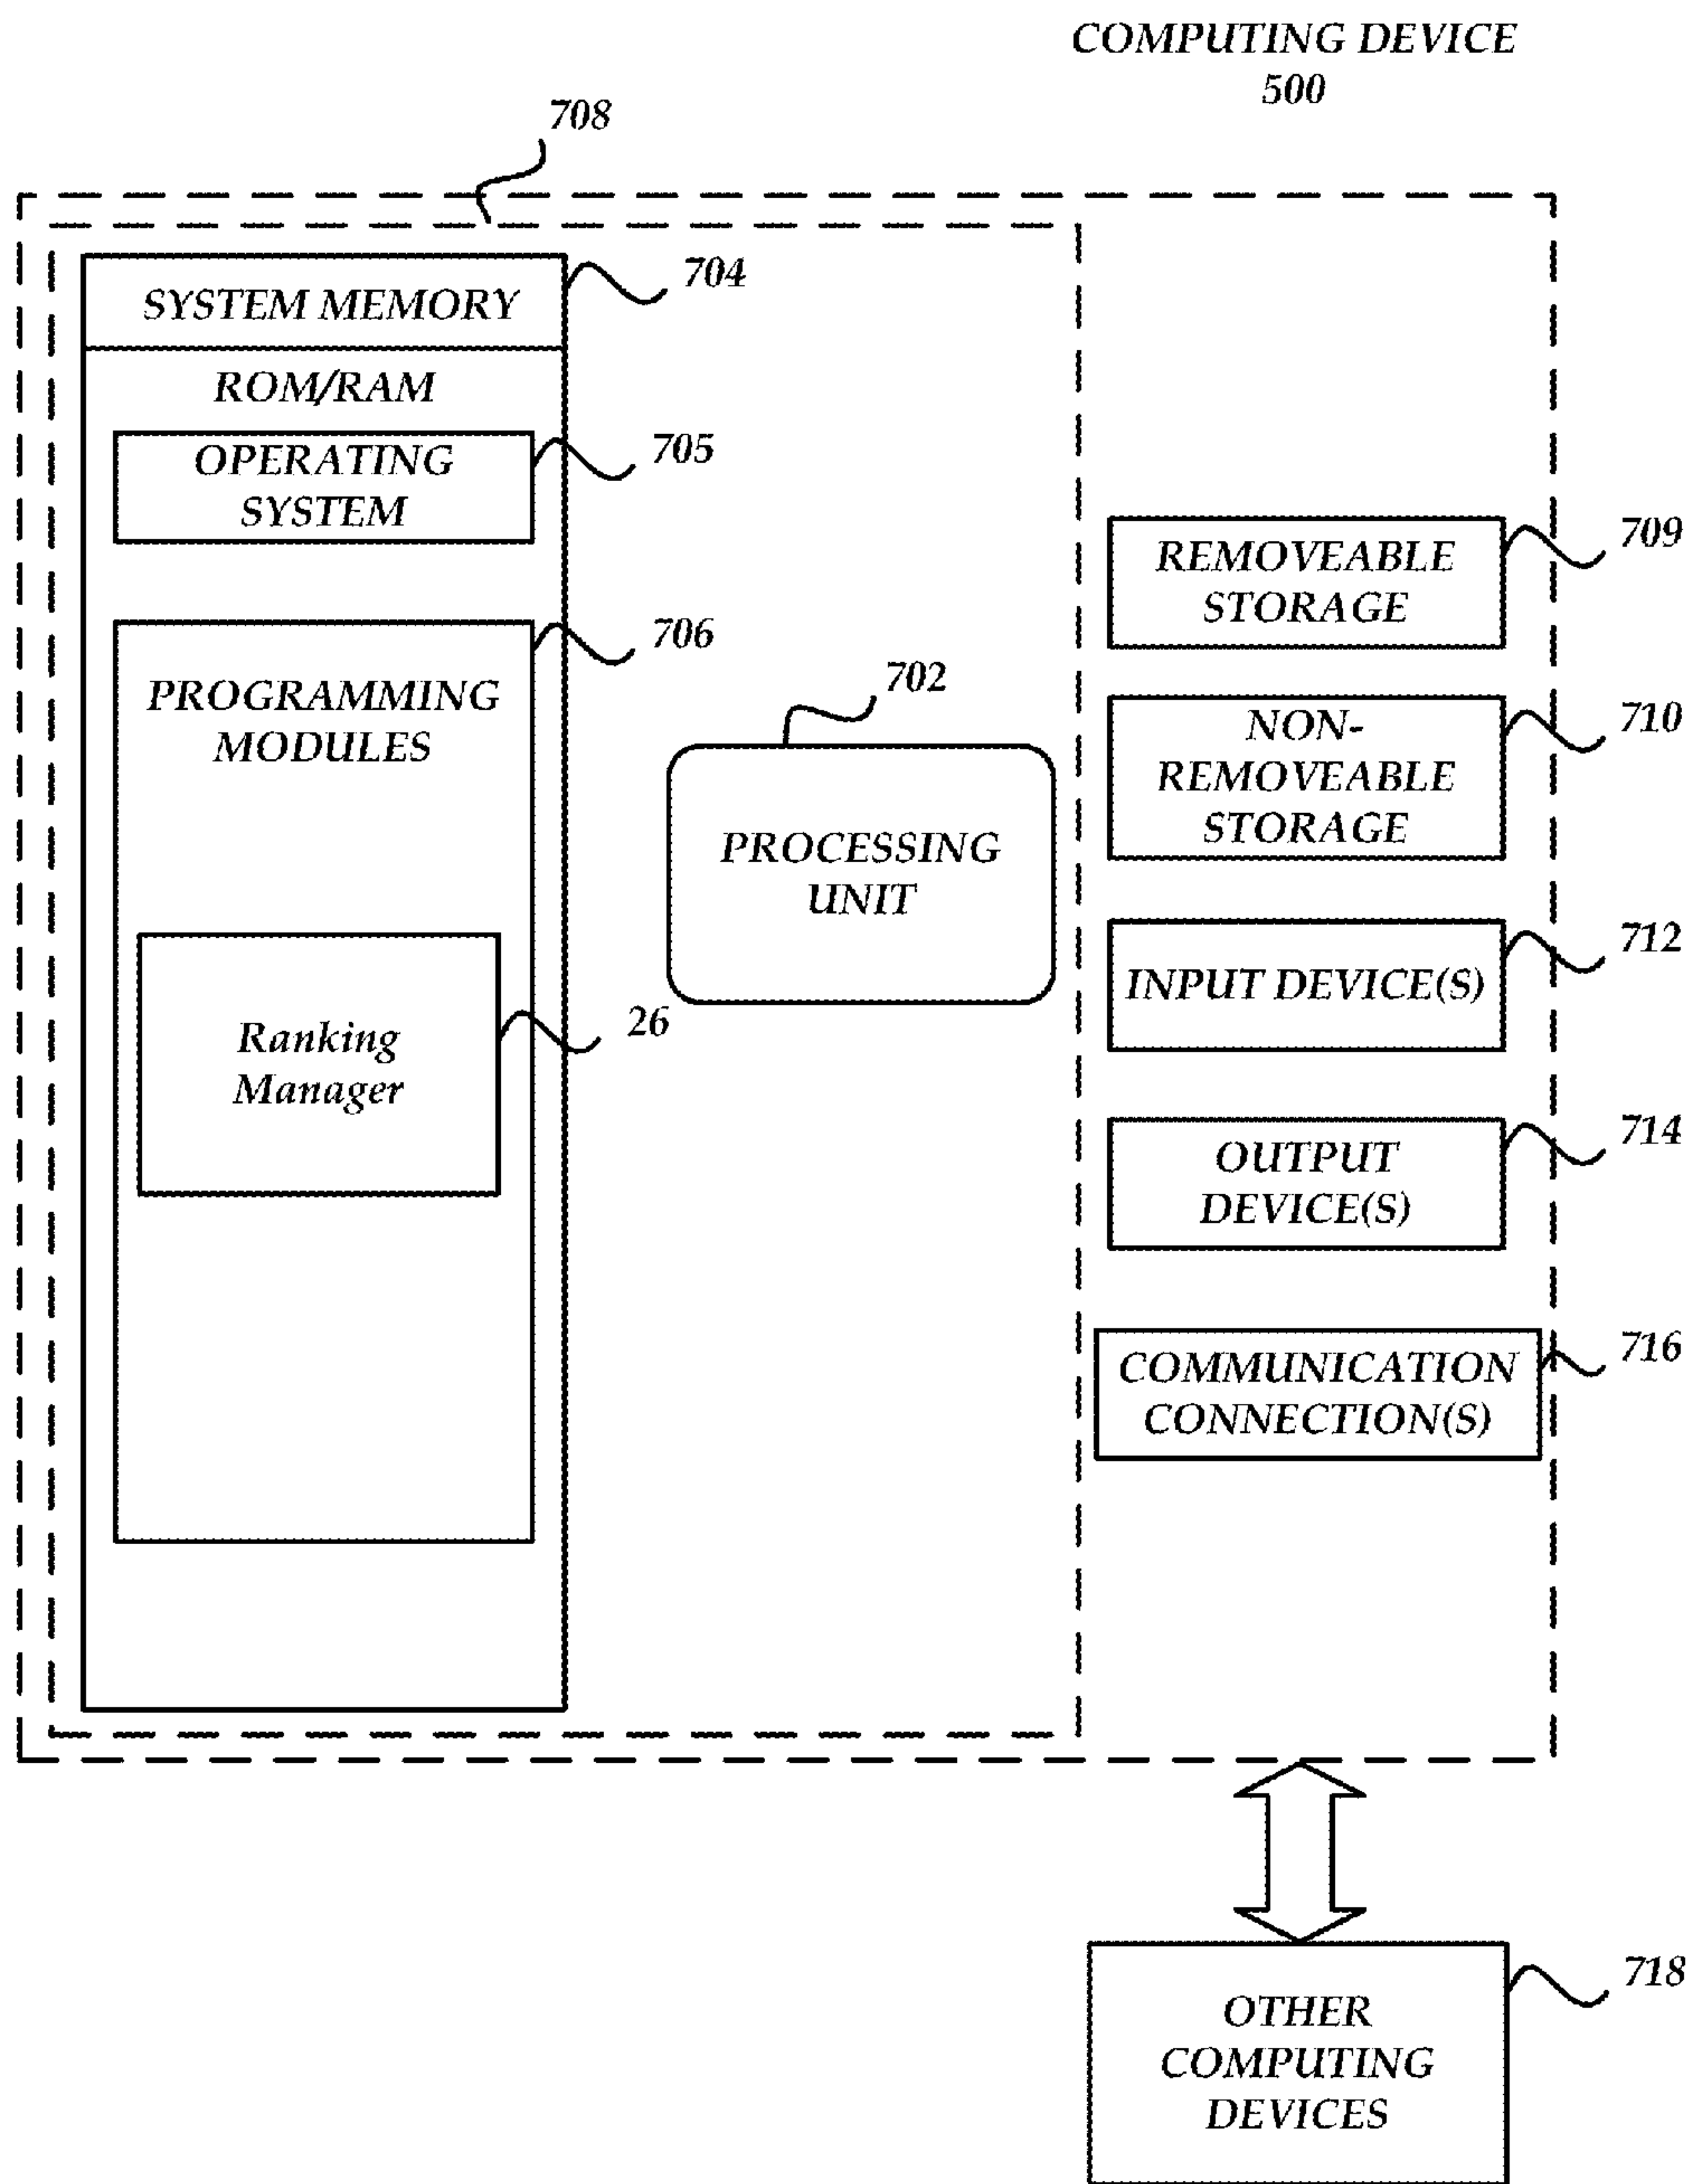 COMPUTING DEVICE
500
708
SYSTEM MEMORY
704
ROM/RAM
OPERATING
SYSTEM
705
PROGRAMMING
MODULES
706
Ranking
Manager
26
702
PROCESSING
UNIT
REMOVEABLE
STORAGE
709
NON-
REMOVEABLE
STORAGE
710
INPUT DEVICE(S)
712
OUTPUT
DEVICE(S)
714
COMMUNICATION
CONNECTION(S)
716
OTHER
COMPUTING
DEVICES
718